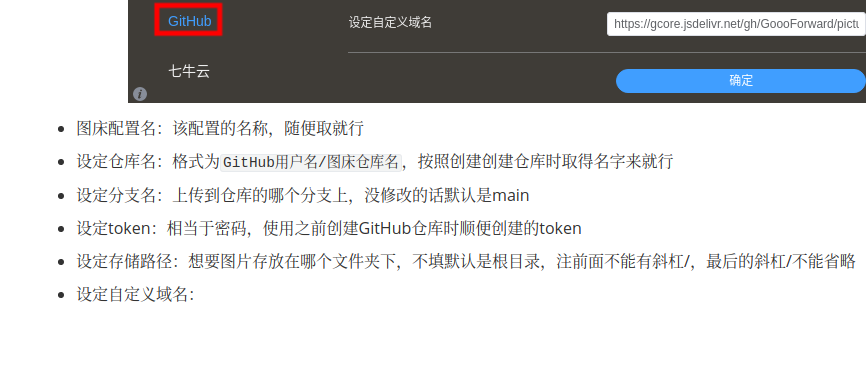 GitHub
设定自定义域名
https://gcore.jsdelivr.net/gh/GoooForward/pictu
七牛云
确定
图床配置名：该配置的名称，随便取就行
设定仓库名：格式为GitHub用户名/图床仓库名，按照创建创建仓库时取得名字来就行
设定分支名：上传到仓库的哪个分支上，没修改的话默认是main
设定token：相当于密码，使用之前创建GitHub仓库时顺便创建的token
设定存储路径：想要图片存放在哪个文件夹下，不填默认是根目录，注前面不能有斜杠/，最后的斜杠/不能省略
设定自定义域名：